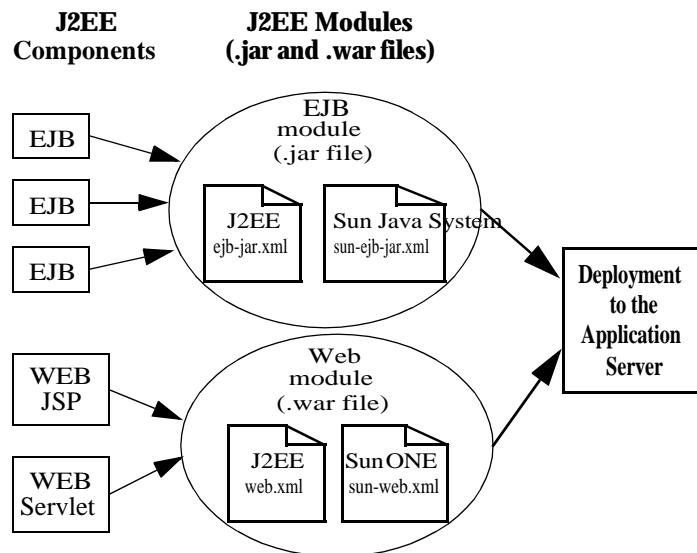 J2EE
Components
J2EE Modules
(.jar and .war files)
EJB
EJB
EJB
EJB
module
(.jar file)
J2EE
ejb-jar.xml
Sun Java System
sun-ejb-jar.xml
WEB
JSP
WEB
Servlet
Web
module
(.war file)
J2EE
web.xml
Sun ONE
sun-web.xml
Deployment
to the
Application
Server